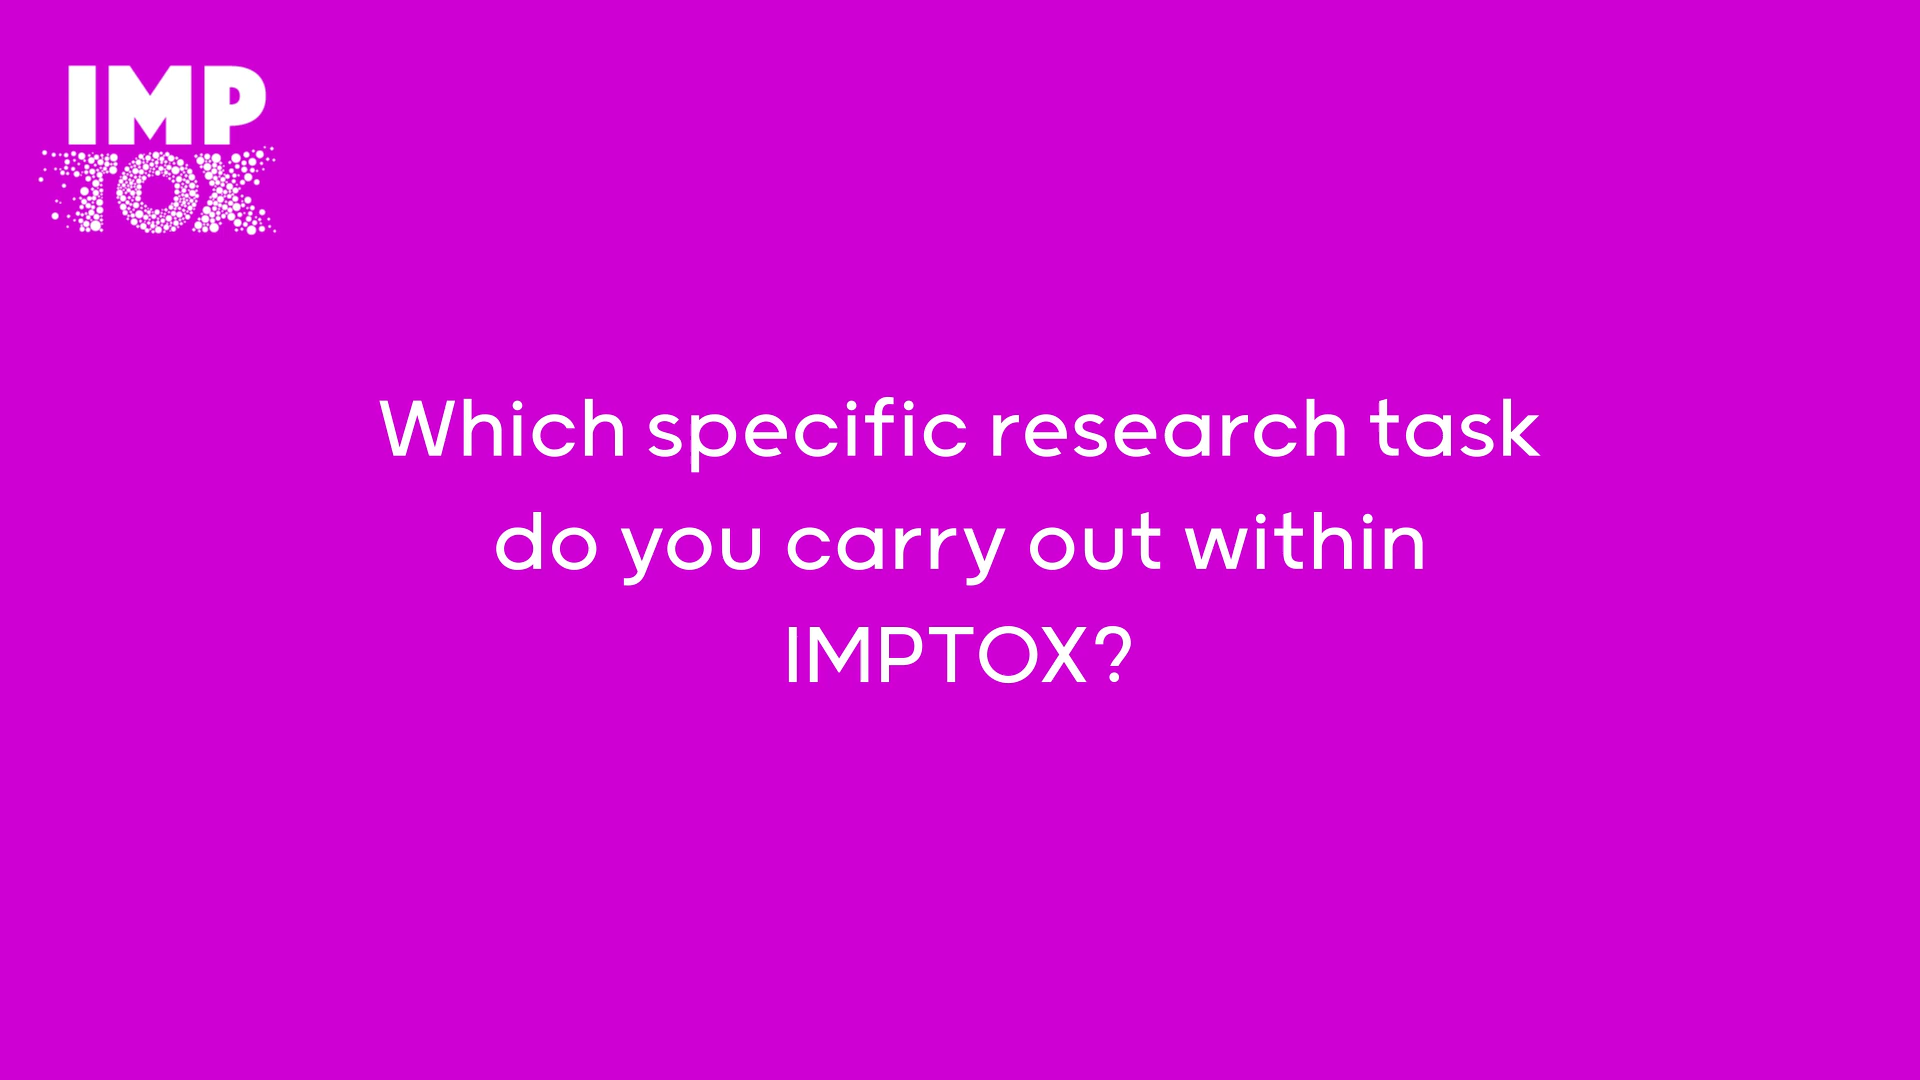 IMP
TOX
Which specific research task
do you carry out within
IMPTOX?